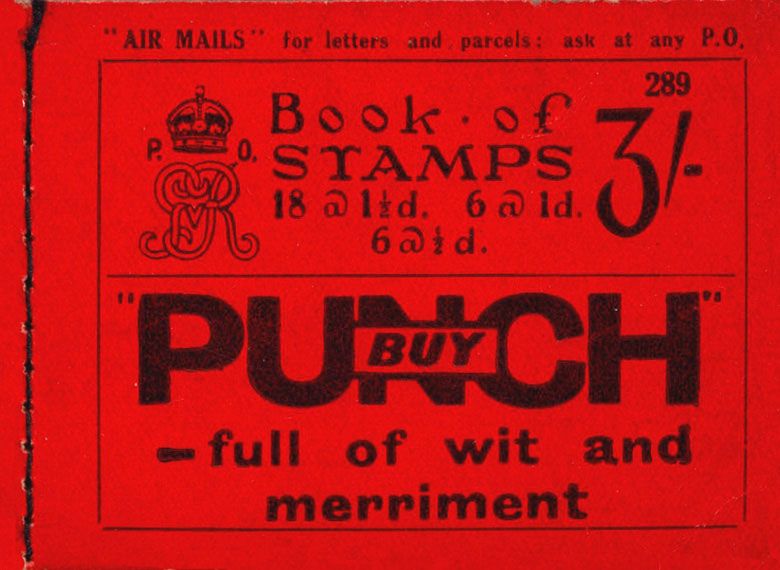 "AIR MAILS" for letters and parcels: ask at any P.O.
289
Book · of
STAMPS
3/-
P. O.
GR
18 @ 1½d. 6 @ 1d.
6 @ ½d.
"PUNCH"
BUY
- full of wit and
merriment